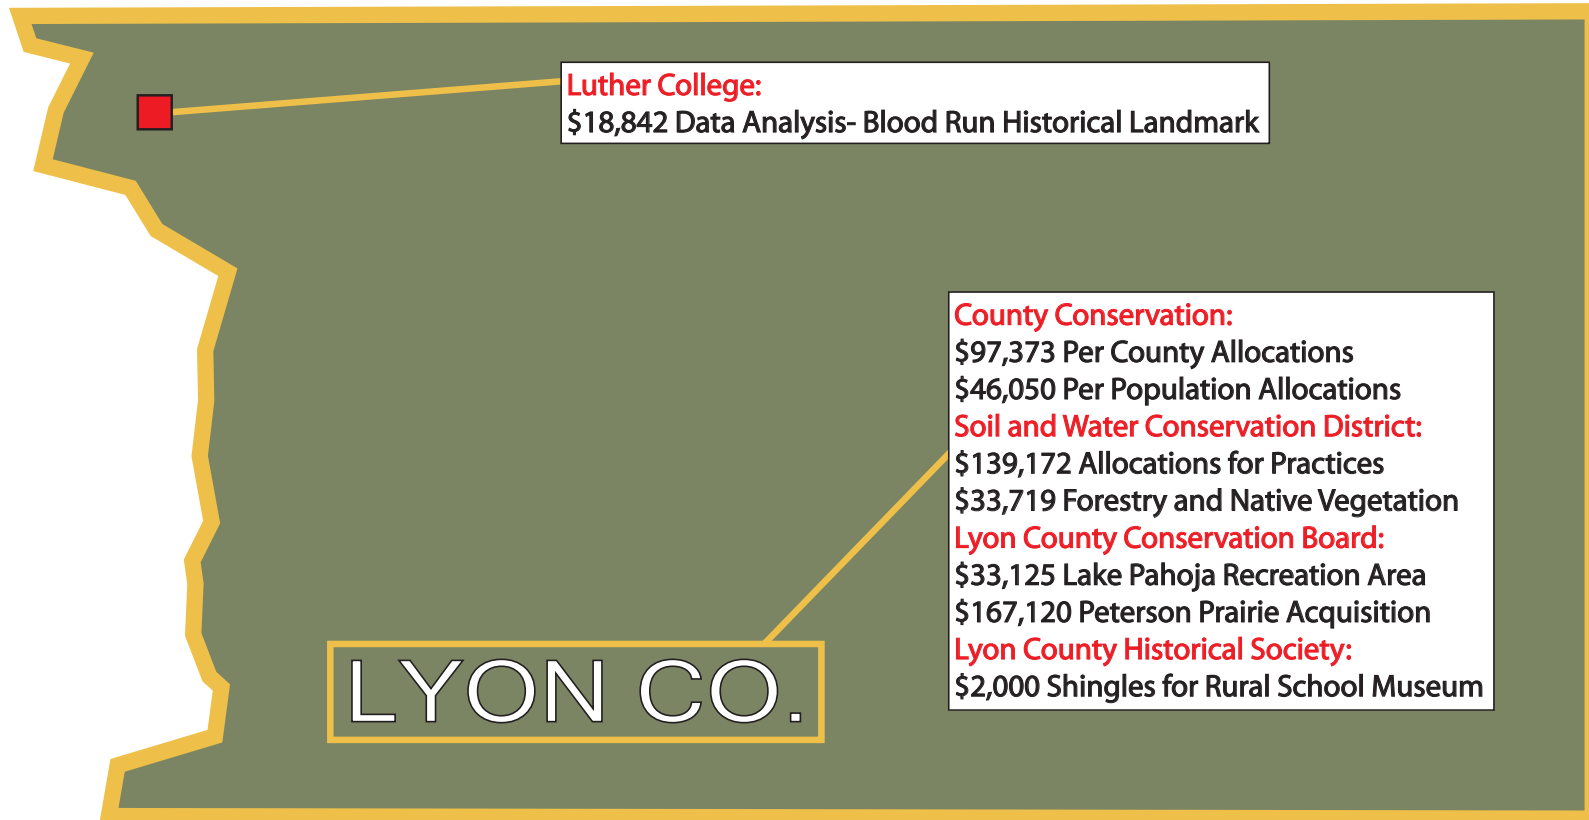 Luther College:
$18,842 Data Analysis- Blood Run Historical Landmark
County Conservation:
$97,373 Per County Allocations
$46,050 Per Population Allocations
Soil and Water Conservation District:
$139,172 Allocations for Practices
$33,719 Forestry and Native Vegetation
Lyon County Conservation Board:
$33,125 Lake Pahoja Recreation Area
$167,120 Peterson Prairie Acquisition
Lyon County Historical Society:
$2,000 Shingles for Rural School Museum
LYON CO.